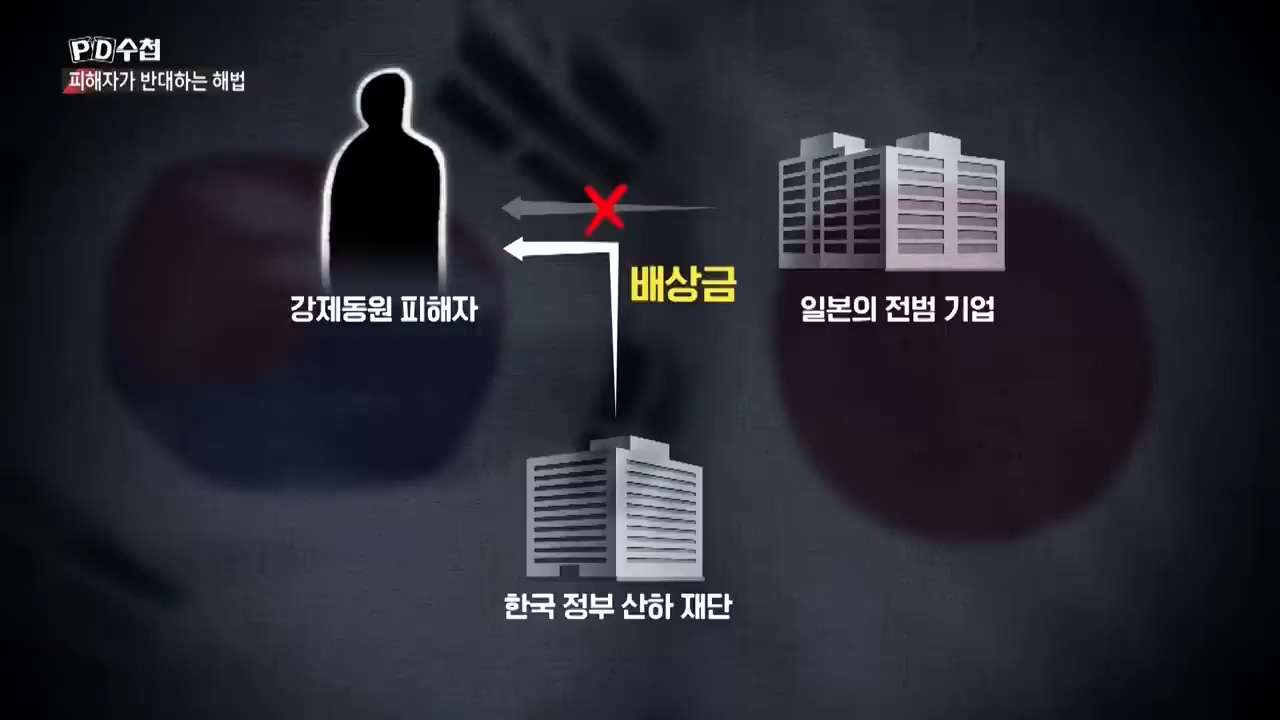 PD수첩
피해자가 반대하는 해법
배상금
강제동원 피해자
일본의 전범 기업
한국 정부 산하 재단